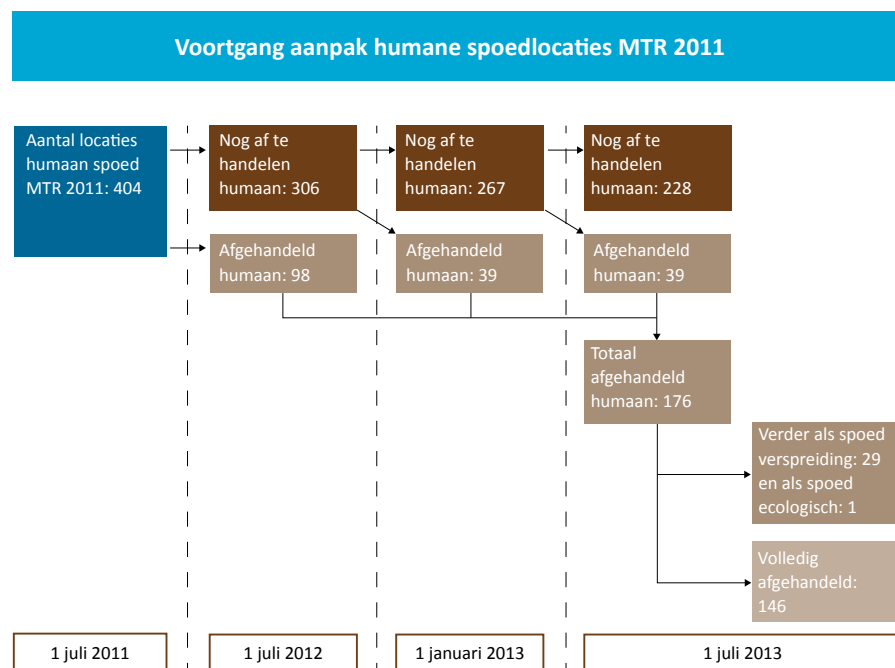 Voortgang aanpak humane spoedlocaties MTR 2011
Aantal locaties
humaan spoed
MTR 2011: 404
Nog af te
handelen
humaan: 306
Nog af te
handelen
humaan: 267
Nog af te
handelen
humaan: 228
Afgehandeld
humaan: 98
Afgehandeld
humaan: 39
Afgehandeld
humaan: 39
Totaal
afgehandeld
humaan: 176
Verder als spoed
verspreiding: 29
en als spoed
ecologisch: 1
Volledig
afgehandeld:
146
1 juli 2011
1 juli 2012
1 januari 2013
1 juli 2013